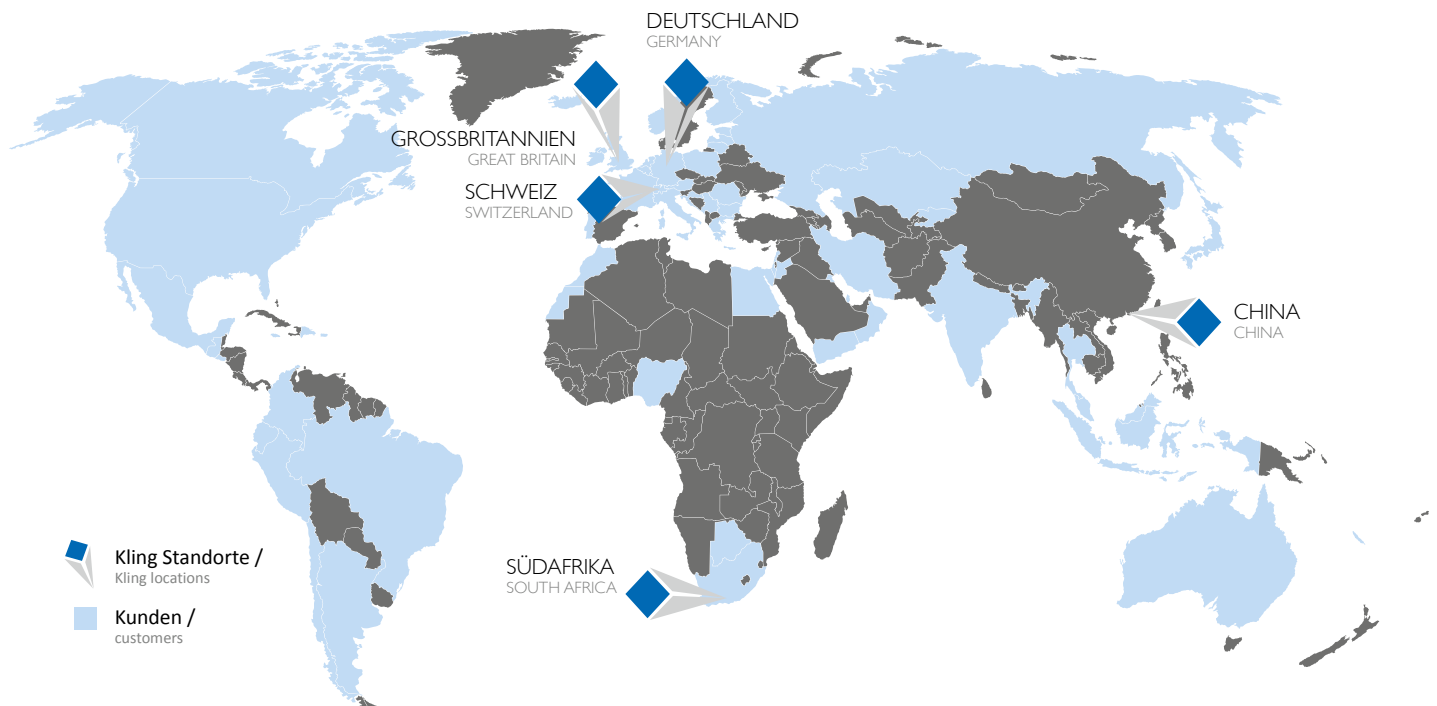 DEUTSCHLAND
GERMANY
GROSSBRITANNIEN
GREAT BRITAIN
SCHWEIZ
SWITZERLAND
CHINA
CHINA
SÜDAFRIKA
SOUTH AFRICA
Kling Standorte /
Kling locations
Kunden /
customers